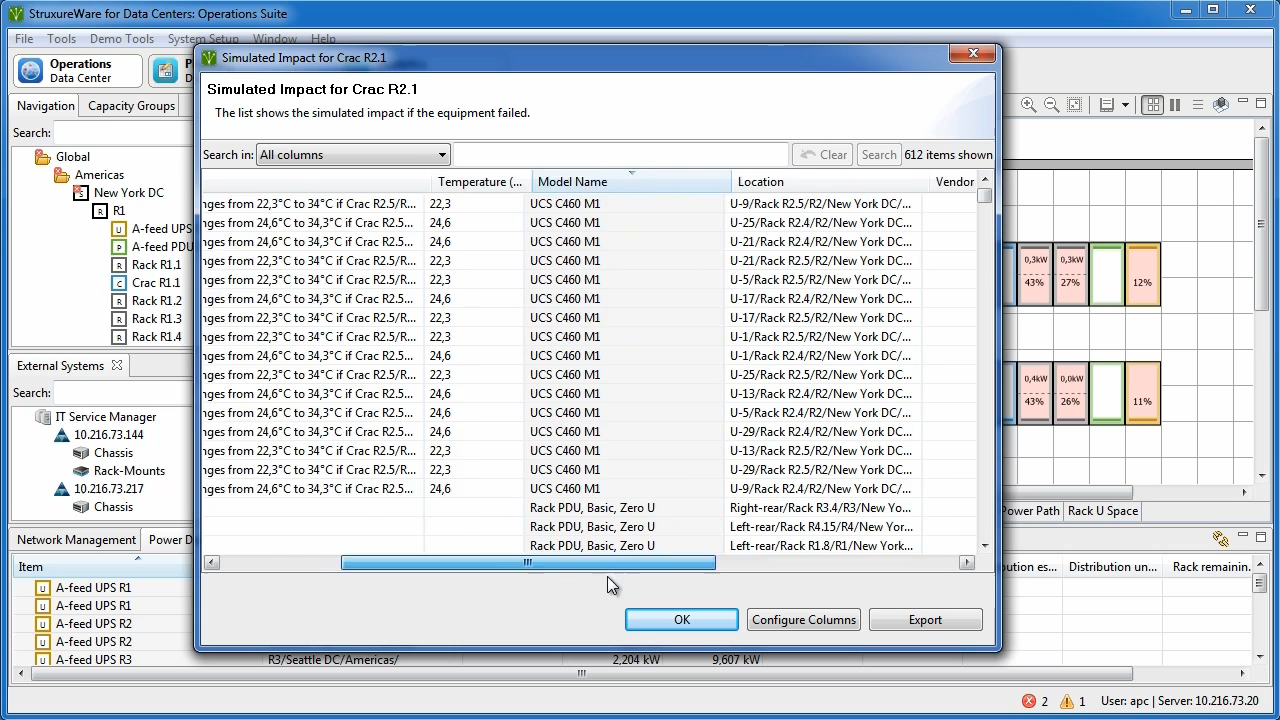 StruxureWare for Data Centers: Operations Suite
File Tools Demo Tools System Setup Window Help
Operations
Data Center
Navigation Capacity Groups
Search:
Global
Americas
New York DC
R1
A-feed UPS
A-feed PDU
Rack R1.1
Crac R1.1
Rack R1.2
Rack R1.3
Rack R1.4
External Systems
Search:
IT Service Manager
10.216.73.144
Chassis
Rack-Mounts
10.216.73.217
Chassis
Simulated Impact for Crac R2.1
Simulated Impact for Crac R2.1
The list shows the simulated impact if the equipment failed.
Search in: All columns Clear Search 612 items shown
Temperature (... Model Name Location Vendor
nges from 22,3°C to 34°C if Crac R2.5/R... 22,3 UCS C460 M1 U-9/Rack R2.5/R2/New York DC/...
nges from 24,6°C to 34,3°C if Crac R2.5... 24,6 UCS C460 M1 U-25/Rack R2.4/R2/New York DC...
nges from 24,6°C to 34,3°C if Crac R2.5... 24,6 UCS C460 M1 U-21/Rack R2.4/R2/New York DC...
nges from 22,3°C to 34°C if Crac R2.5/R... 22,3 UCS C460 M1 U-21/Rack R2.5/R2/New York DC...
nges from 22,3°C to 34°C if Crac R2.5/R... 22,3 UCS C460 M1 U-5/Rack R2.5/R2/New York DC/...
nges from 24,6°C to 34,3°C if Crac R2.5... 24,6 UCS C460 M1 U-17/Rack R2.4/R2/New York DC...
nges from 22,3°C to 34°C if Crac R2.5/R... 22,3 UCS C460 M1 U-17/Rack R2.5/R2/New York DC...
nges from 22,3°C to 34°C if Crac R2.5/R... 22,3 UCS C460 M1 U-1/Rack R2.5/R2/New York DC/...
nges from 24,6°C to 34,3°C if Crac R2.5... 24,6 UCS C460 M1 U-1/Rack R2.4/R2/New York DC/...
nges from 22,3°C to 34°C if Crac R2.5/R... 22,3 UCS C460 M1 U-25/Rack R2.5/R2/New York DC...
nges from 24,6°C to 34,3°C if Crac R2.5... 24,6 UCS C460 M1 U-13/Rack R2.4/R2/New York DC...
nges from 24,6°C to 34,3°C if Crac R2.5... 24,6 UCS C460 M1 U-5/Rack R2.4/R2/New York DC/...
nges from 24,6°C to 34,3°C if Crac R2.5... 24,6 UCS C460 M1 U-29/Rack R2.4/R2/New York DC...
nges from 22,3°C to 34°C if Crac R2.5/R... 22,3 UCS C460 M1 U-13/Rack R2.5/R2/New York DC...
nges from 22,3°C to 34°C if Crac R2.5/R... 22,3 UCS C460 M1 U-29/Rack R2.5/R2/New York DC...
nges from 24,6°C to 34,3°C if Crac R2.5... 24,6 UCS C460 M1 U-9/Rack R2.4/R2/New York DC/...
Rack PDU, Basic, Zero U Right-rear/Rack R3.4/R3/New Yo...
Rack PDU, Basic, Zero U Left-rear/Rack R4.15/R4/New Yor...
Rack PDU, Basic, Zero U Left-rear/Rack R1.8/R1/New York...
OK Configure Columns Export
0,3kW 0,3kW
43% 27% 12%
0,4kW 0,0kW
43% 26% 11%
Power Path Rack U Space
Network Management Power D
Item bution es... Distribution un... Rack remainin...
A-feed UPS R1
A-feed UPS R1
A-feed UPS R2
A-feed UPS R2
A-feed UPS R3 R3/Seattle DC/Americas/ 2,204 kW 9,607 kW
2 1 User: apc | Server: 10.216.73.20